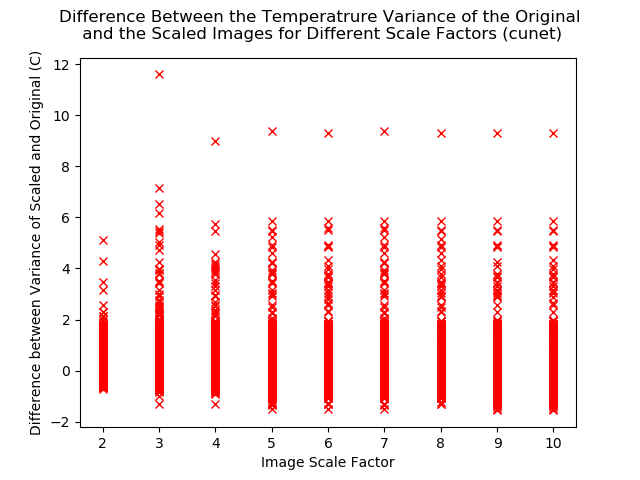 Difference Between the Temperatrure Variance of the Original
and the Scaled Images for Different Scale Factors (cunet)
Difference between Variance of Scaled and Original (C)
12
10
8
6
4
2
0
−2
2 3 4 5 6 7 8 9 10
Image Scale Factor